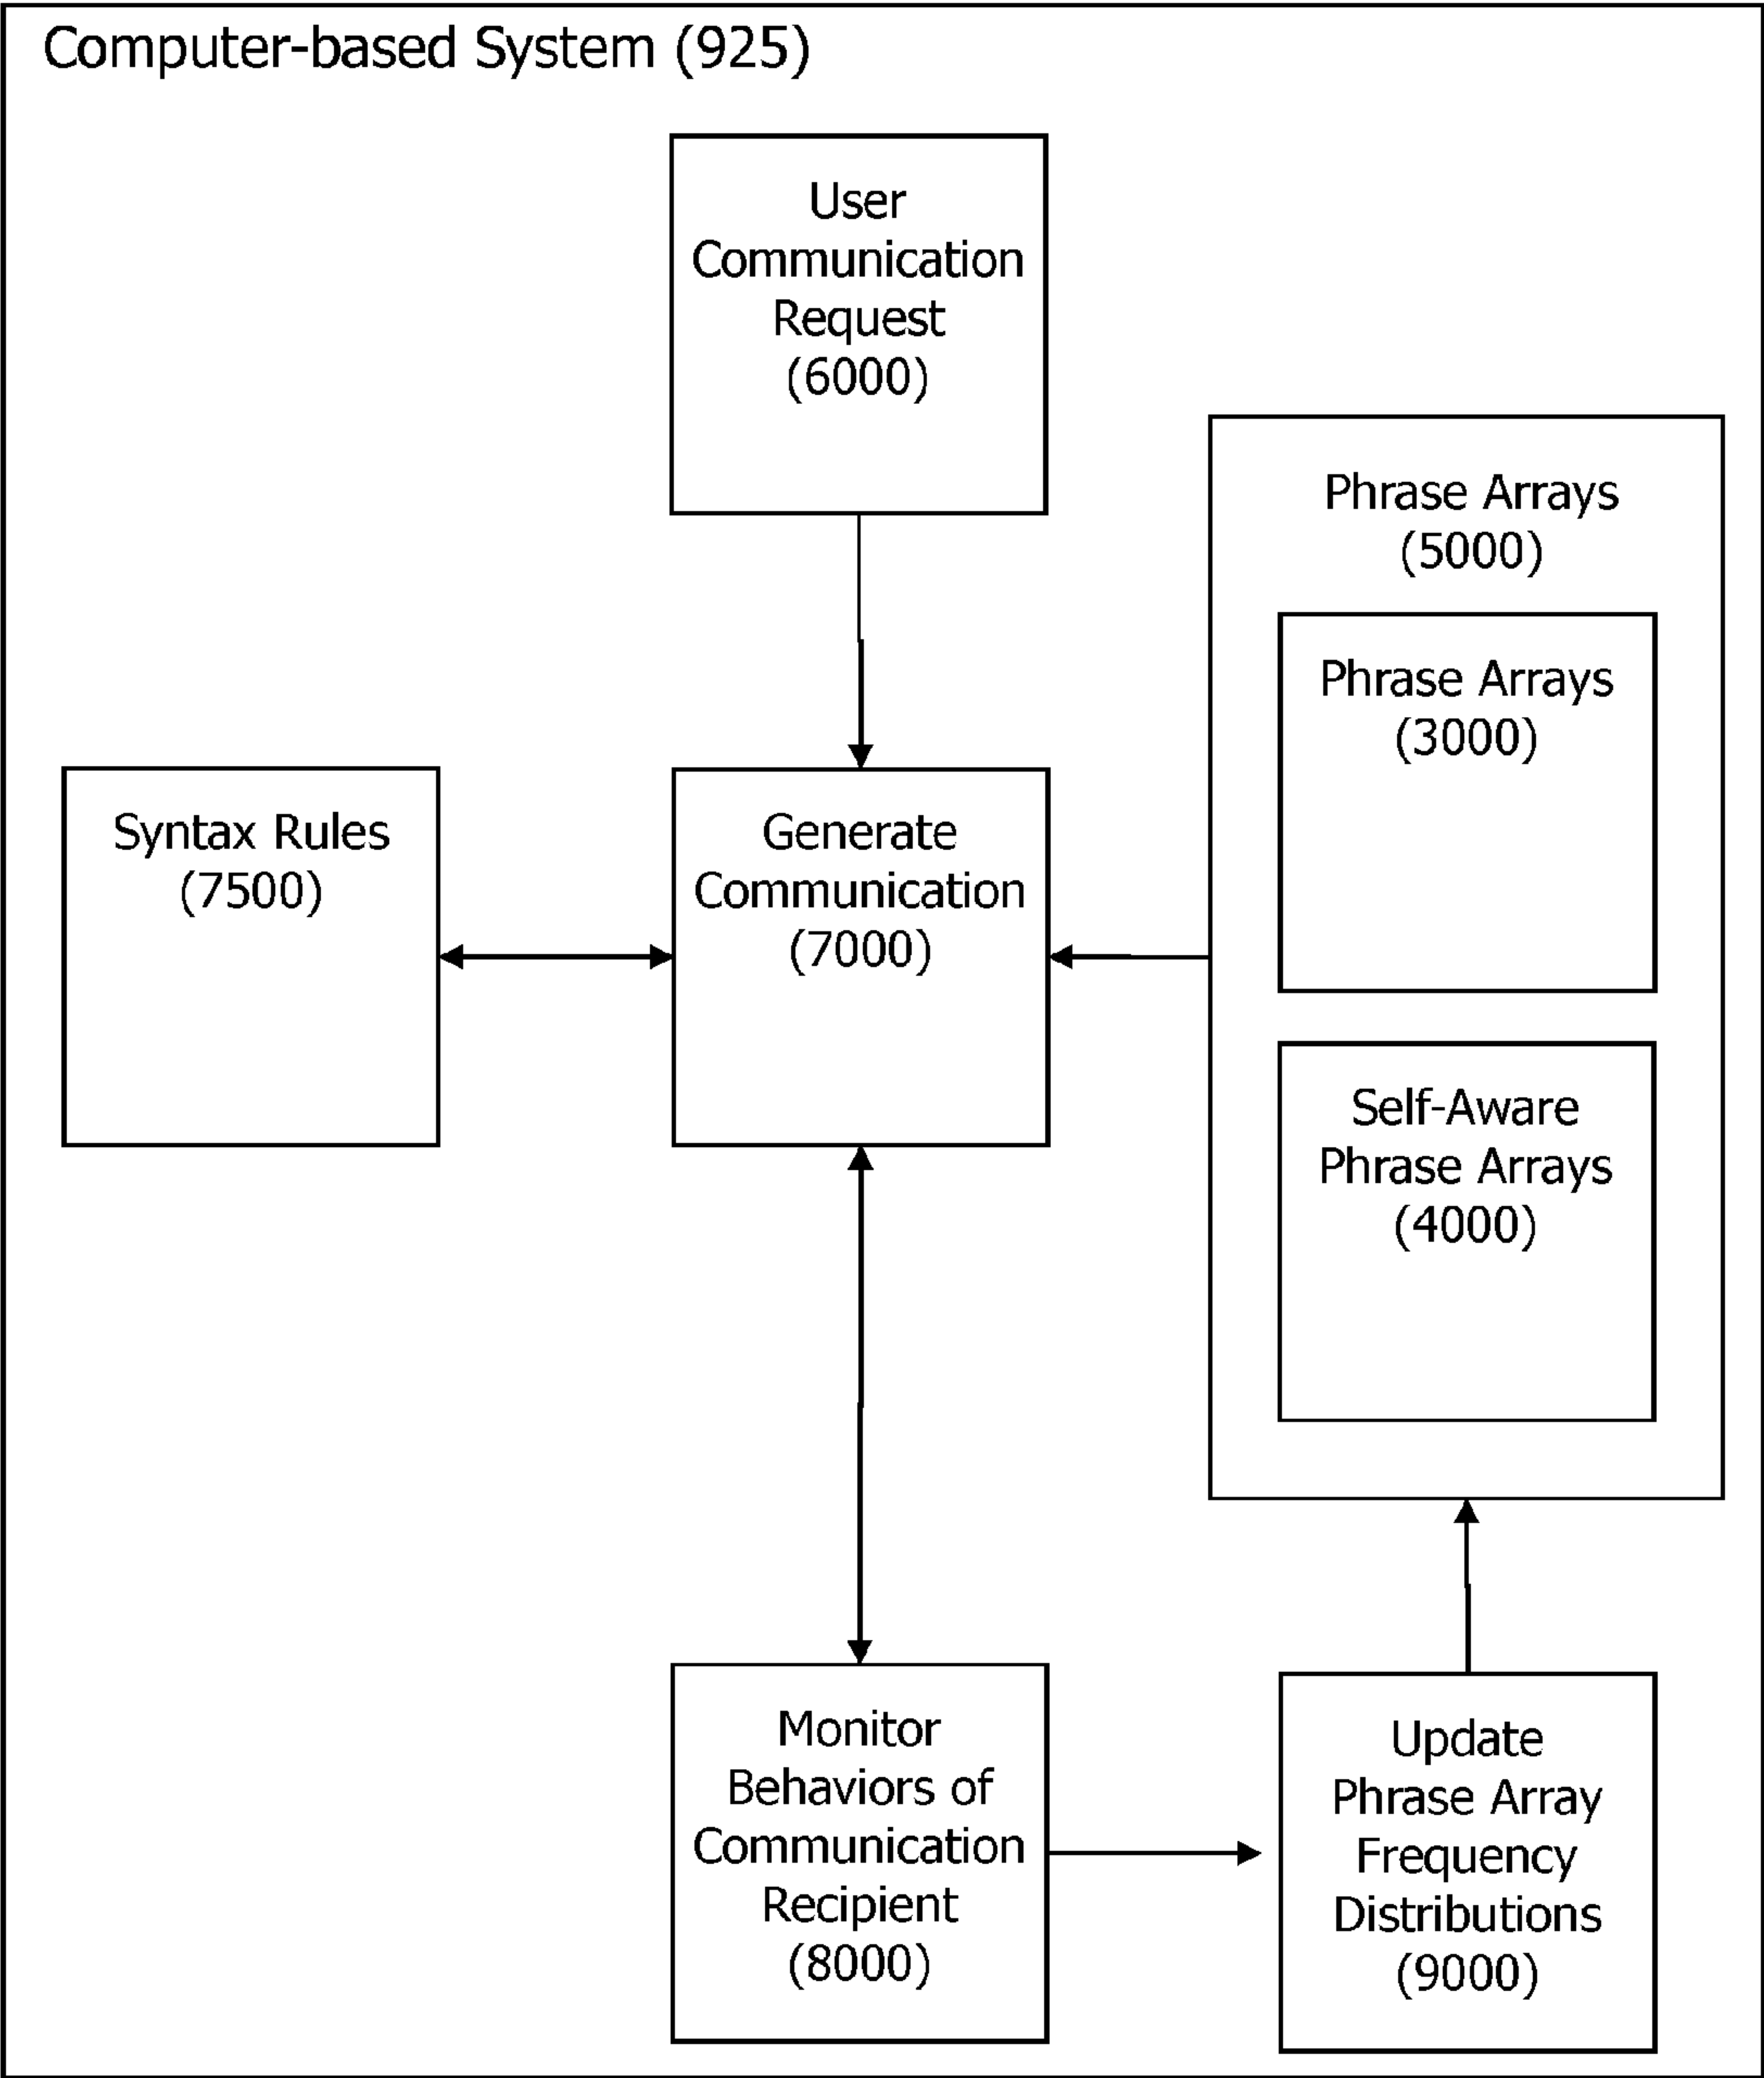 Computer-based System (925)
User
Communication
Request
(6000)
Phrase Arrays
(5000)
Phrase Arrays
(3000)
Syntax Rules
(7500)
Generate
Communication
(7000)
Self-Aware
Phrase Arrays
(4000)
Monitor
Behaviors of
Communication
Recipient
(8000)
Update
Phrase Array
Frequency
Distributions
(9000)